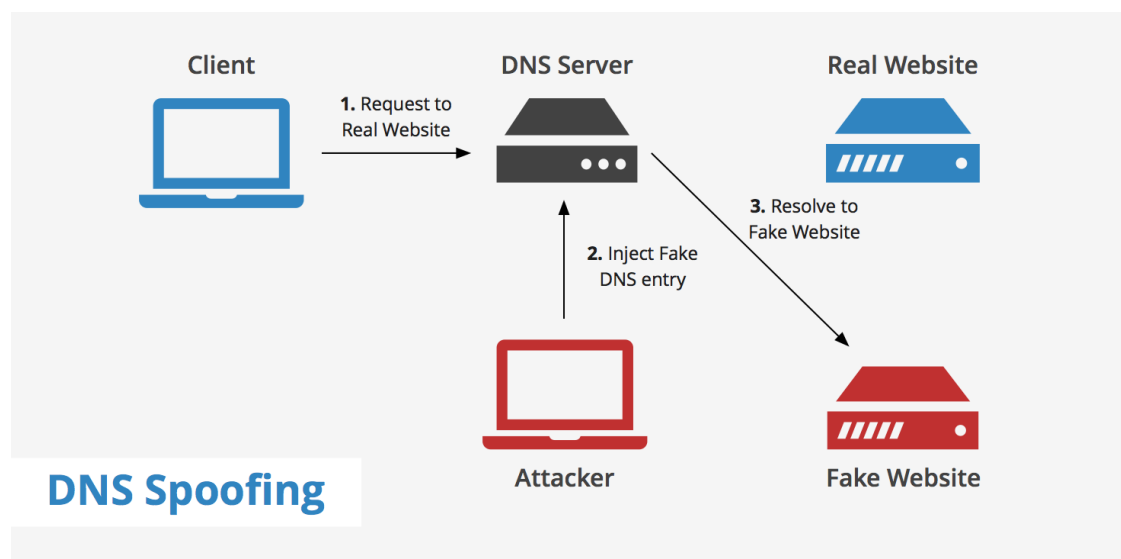 Client
DNS Server
Real Website
1. Request to
Real Website
3. Resolve to
Fake Website
2. Inject Fake
DNS entry
Attacker
Fake Website
DNS Spoofing